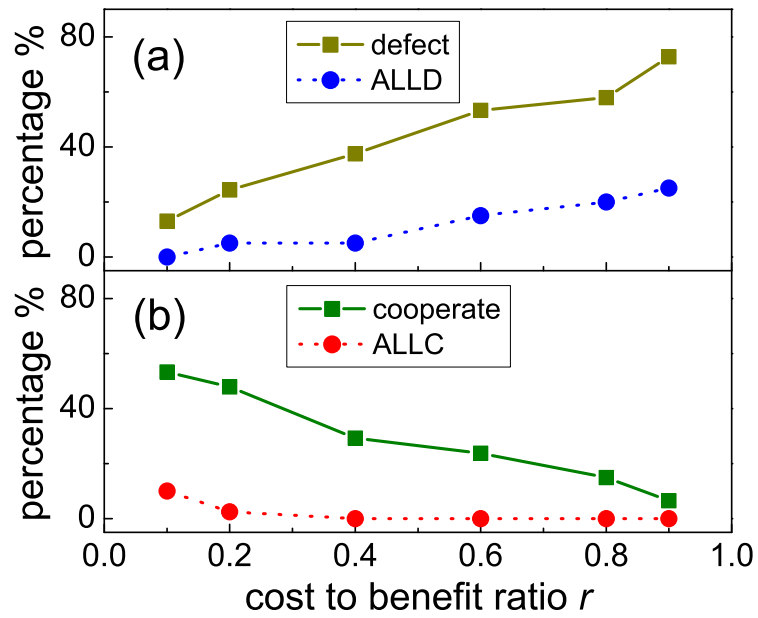 80
(a)
defect
ALLD
percentage %
40
0
80
(b)
cooperate
ALLC
percentage %
40
0
0.0 0.2 0.4 0.6 0.8 1.0
cost to benefit ratio r